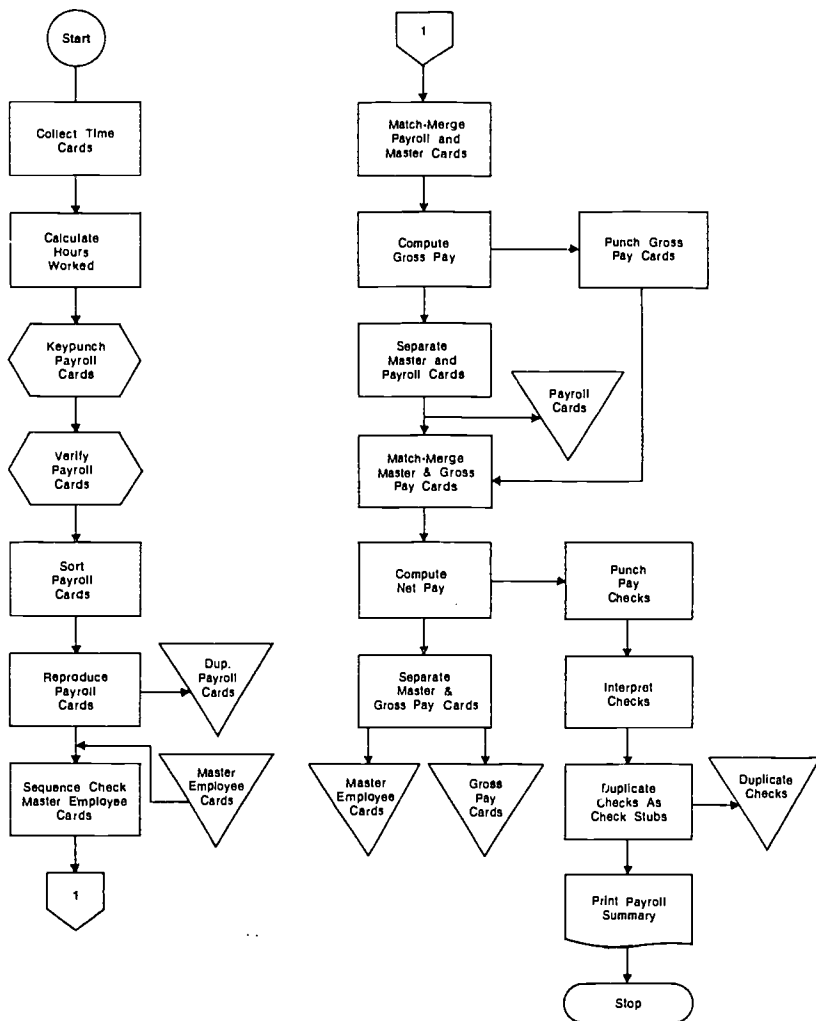 Start
Collect Time
Cards
Calculate
Hours
Worked
Keypunch
Payroll
Cards
Verify
Payroll
Cards
Sort
Payroll
Cards
Reproduce
Payroll
Cards
Dup.
Payroll
Cards
Master
Employee
Cards
Sequence Check
Master Employee
Cards
1
1
Match-Merge
Payroll and
Master Cards
Compute
Gross Pay
Punch Gross
Pay Cards
Separate
Master and
Payroll Cards
Payroll
Cards
Match-Merge
Master & Gross
Pay Cards
Compute
Net Pay
Punch
Pay
Checks
Separate
Master &
Gross Pay Cards
Interpret
Checks
Master
Employee
Cards
Gross
Pay
Cards
Duplicate
Checks As
Check Stubs
Duplicate
Checks
Print Payroll
Summary
Stop